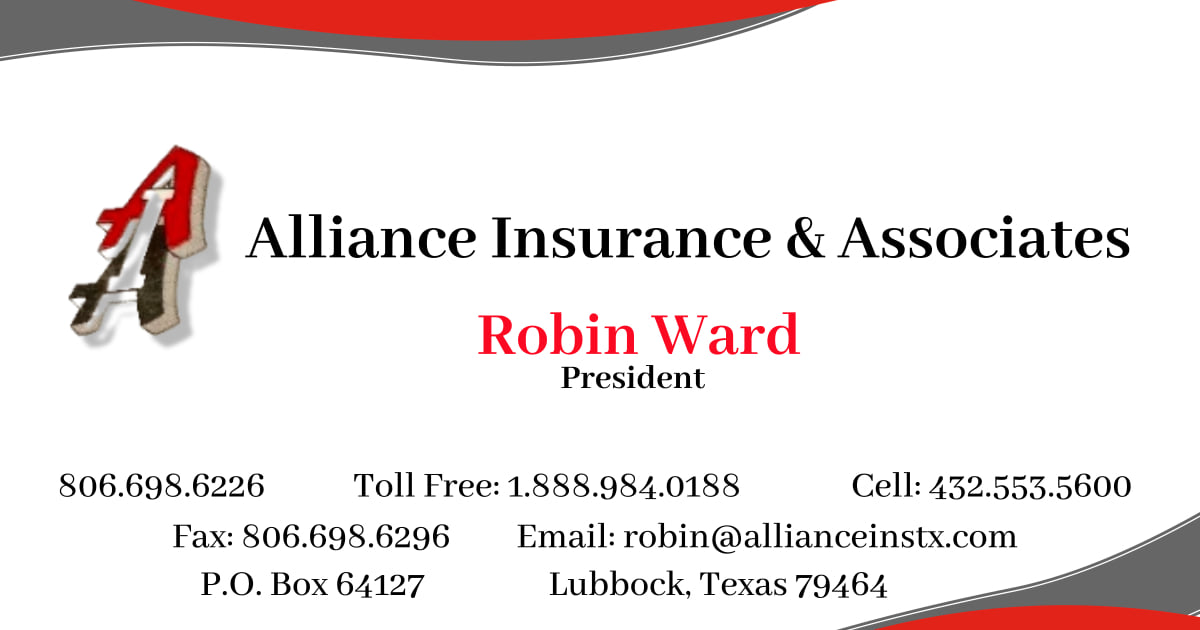 AA
Alliance Insurance & Associates
Robin Ward
President
806.698.6226 Toll Free: 1.888.984.0188 Cell: 432.553.5600
Fax: 806.698.6296 Email: robin@allianceinstx.com
P.O. Box 64127 Lubbock, Texas 79464